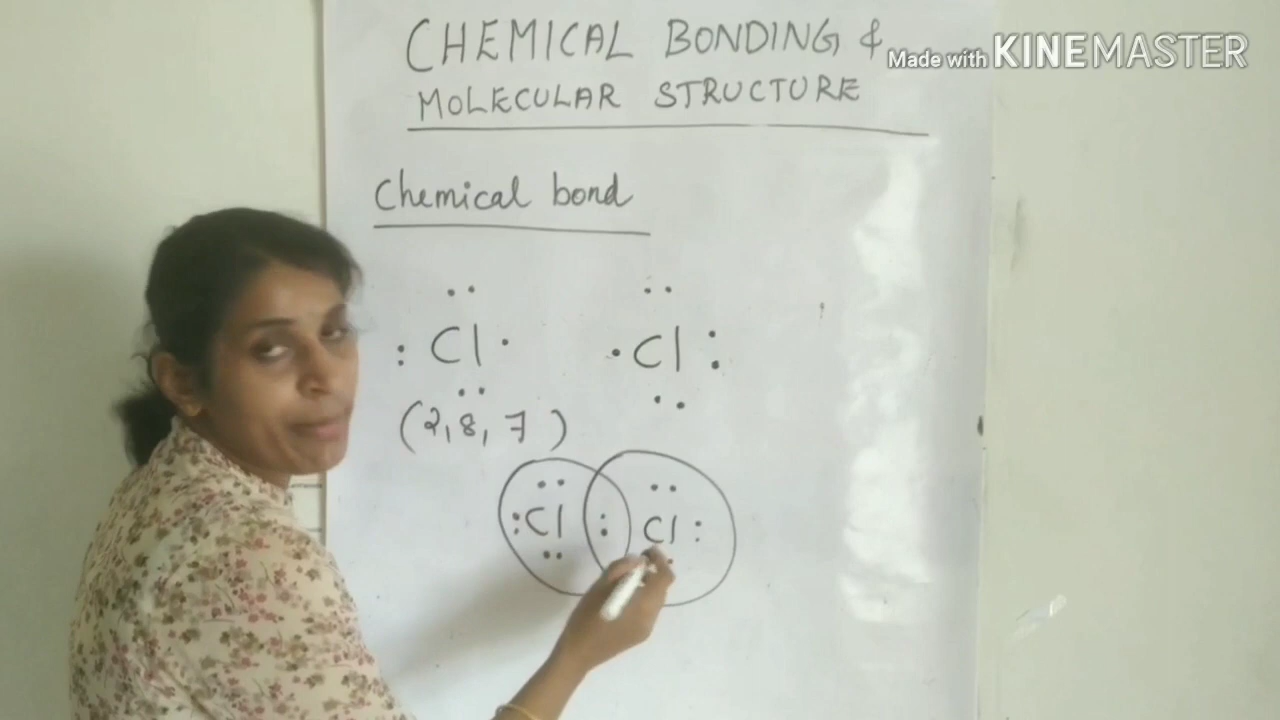 CHEMICAL BONDING &
Made with KINEMASTER
MOLECULAR STRUCTURE
Chemical bond
: Cl · · Cl :
(2, 8, 7)
:Cl : Cl :